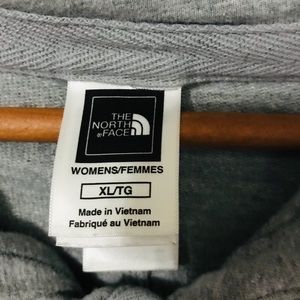 THE
NORTH
FACE
WOMENS/FEMMES
XL/TG
Made in Vietnam
Fabriqué au Vietnam